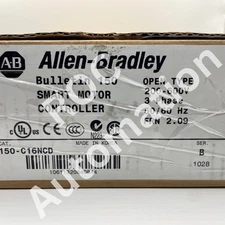 AB Allen-Bradley
Bulletin 150
SMART MOTOR
CONTROLLER
OPEN TYPE
200-600V
3 Phase
50/60 Hz
FRN 2.09
CAT.
150-C16NCD
MADE IN KOREA
SER.
B
1028
Automation